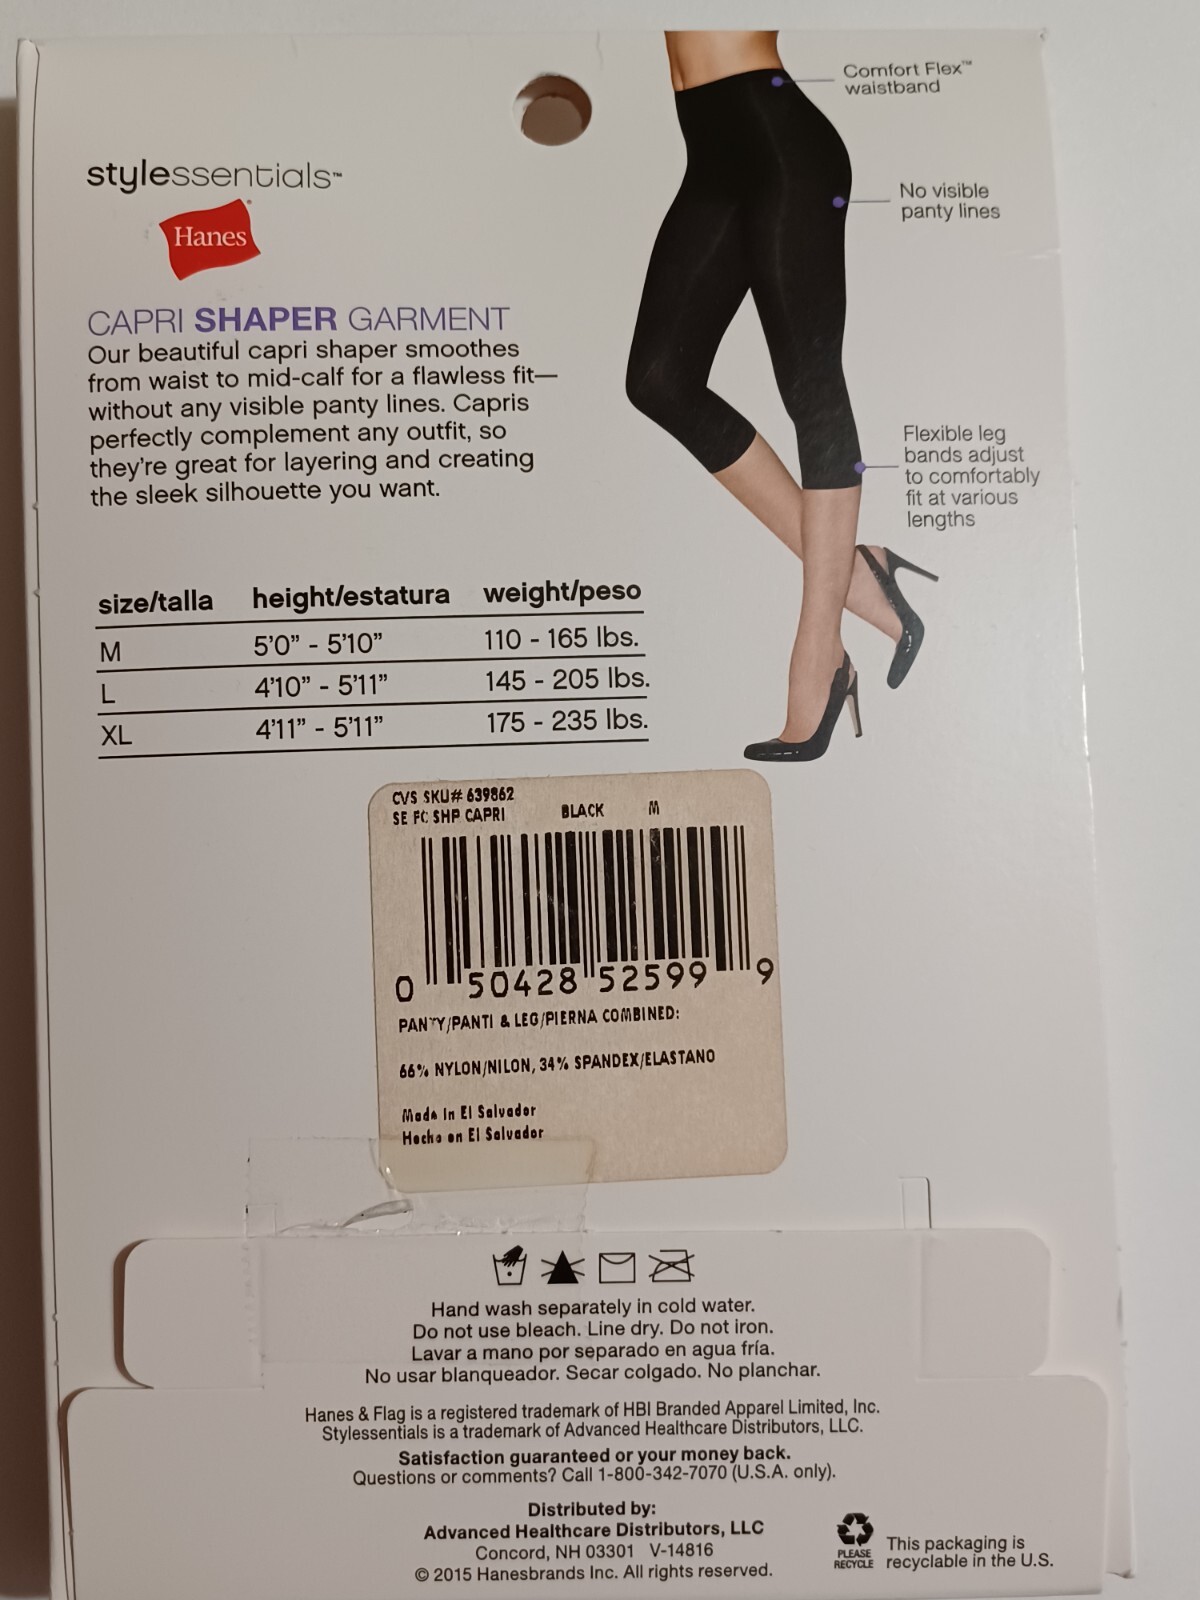 stylessentials™
Hanes
CAPRI SHAPER GARMENT
Our beautiful capri shaper smoothes
from waist to mid-calf for a flawless fit—
without any visible panty lines. Capris
perfectly complement any outfit, so
they're great for layering and creating
the sleek silhouette you want.
Comfort Flex™
waistband
No visible
panty lines
Flexible leg
bands adjust
to comfortably
fit at various
lengths
size/talla height/estatura weight/peso
M 5'0” - 5'10” 110 - 165 lbs.
L 4'10” - 5'11” 145 - 205 lbs.
XL 4'11” - 5'11” 175 - 235 lbs.
CVS SKU# 639862
SE FC SHP CAPRI BLACK M
0 50428 52599 9
PANTY/PANTI & LEG/PIERNA COMBINED:
66% NYLON/NILON, 34% SPANDEX/ELASTANO
Made In El Salvador
Hecho en El Salvador
Hand wash separately in cold water.
Do not use bleach. Line dry. Do not iron.
Lavar a mano por separado en agua fría.
No usar blanqueador. Secar colgado. No planchar.
Hanes & Flag is a registered trademark of HBI Branded Apparel Limited, Inc.
Stylessentials is a trademark of Advanced Healthcare Distributors, LLC.
Satisfaction guaranteed or your money back.
Questions or comments? Call 1-800-342-7070 (U.S.A. only).
Distributed by:
Advanced Healthcare Distributors, LLC
Concord, NH 03301 V-14816
© 2015 Hanesbrands Inc. All rights reserved.
PLEASE
RECYCLE
This packaging is
recyclable in the U.S.